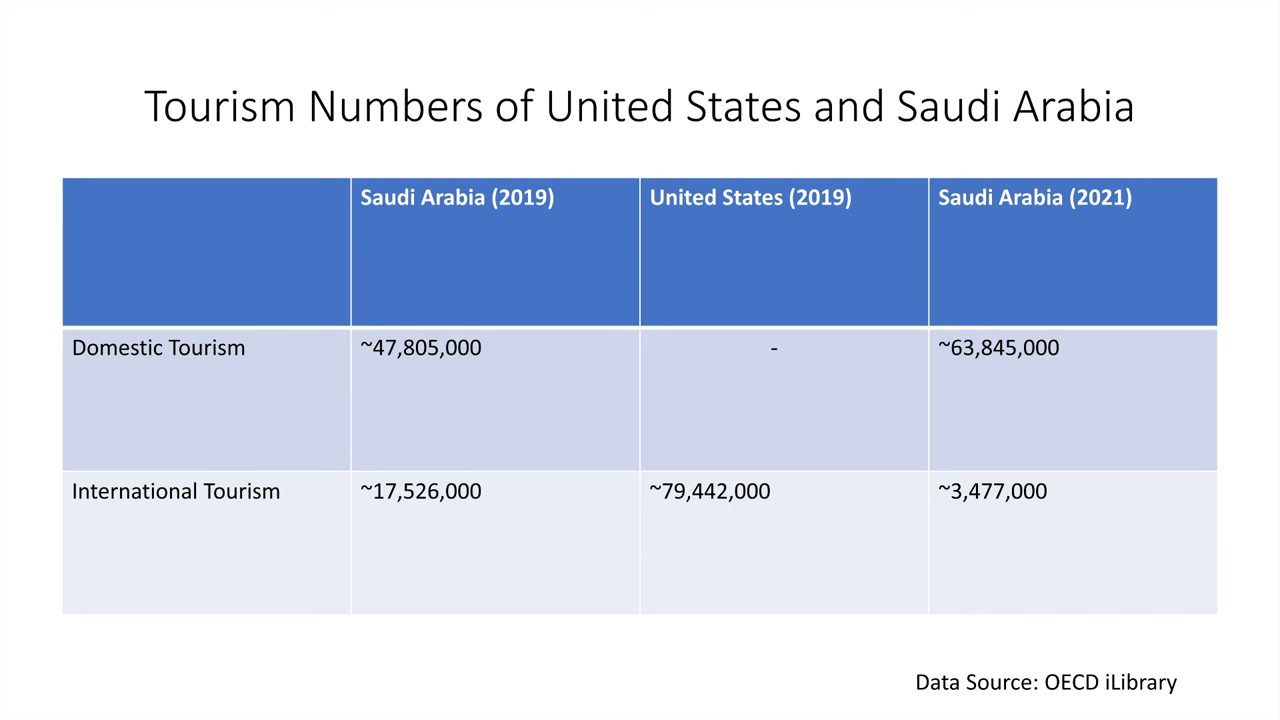 Tourism Numbers of United States and Saudi Arabia
Saudi Arabia (2019) United States (2019) Saudi Arabia (2021)
Domestic Tourism ~47,805,000 - ~63,845,000
International Tourism ~17,526,000 ~79,442,000 ~3,477,000
Data Source: OECD iLibrary